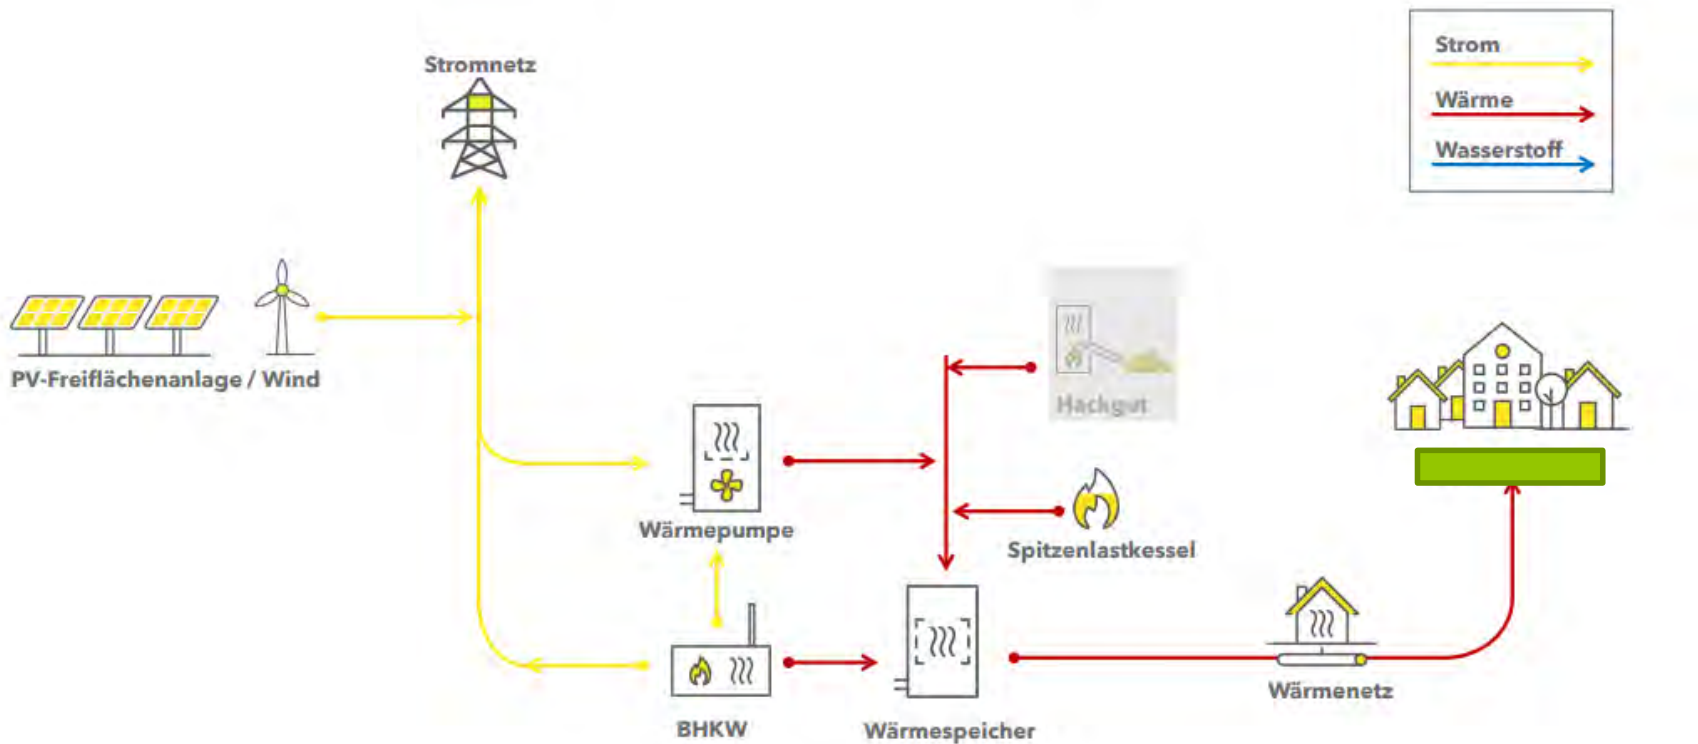 Stromnetz
Strom
Wärme
Wasserstoff
PV-Freiflächenanlage / Wind
Hackgut
Wärmepumpe
Spitzenlastkessel
Wärmenetz
BHKW
Wärmespeicher